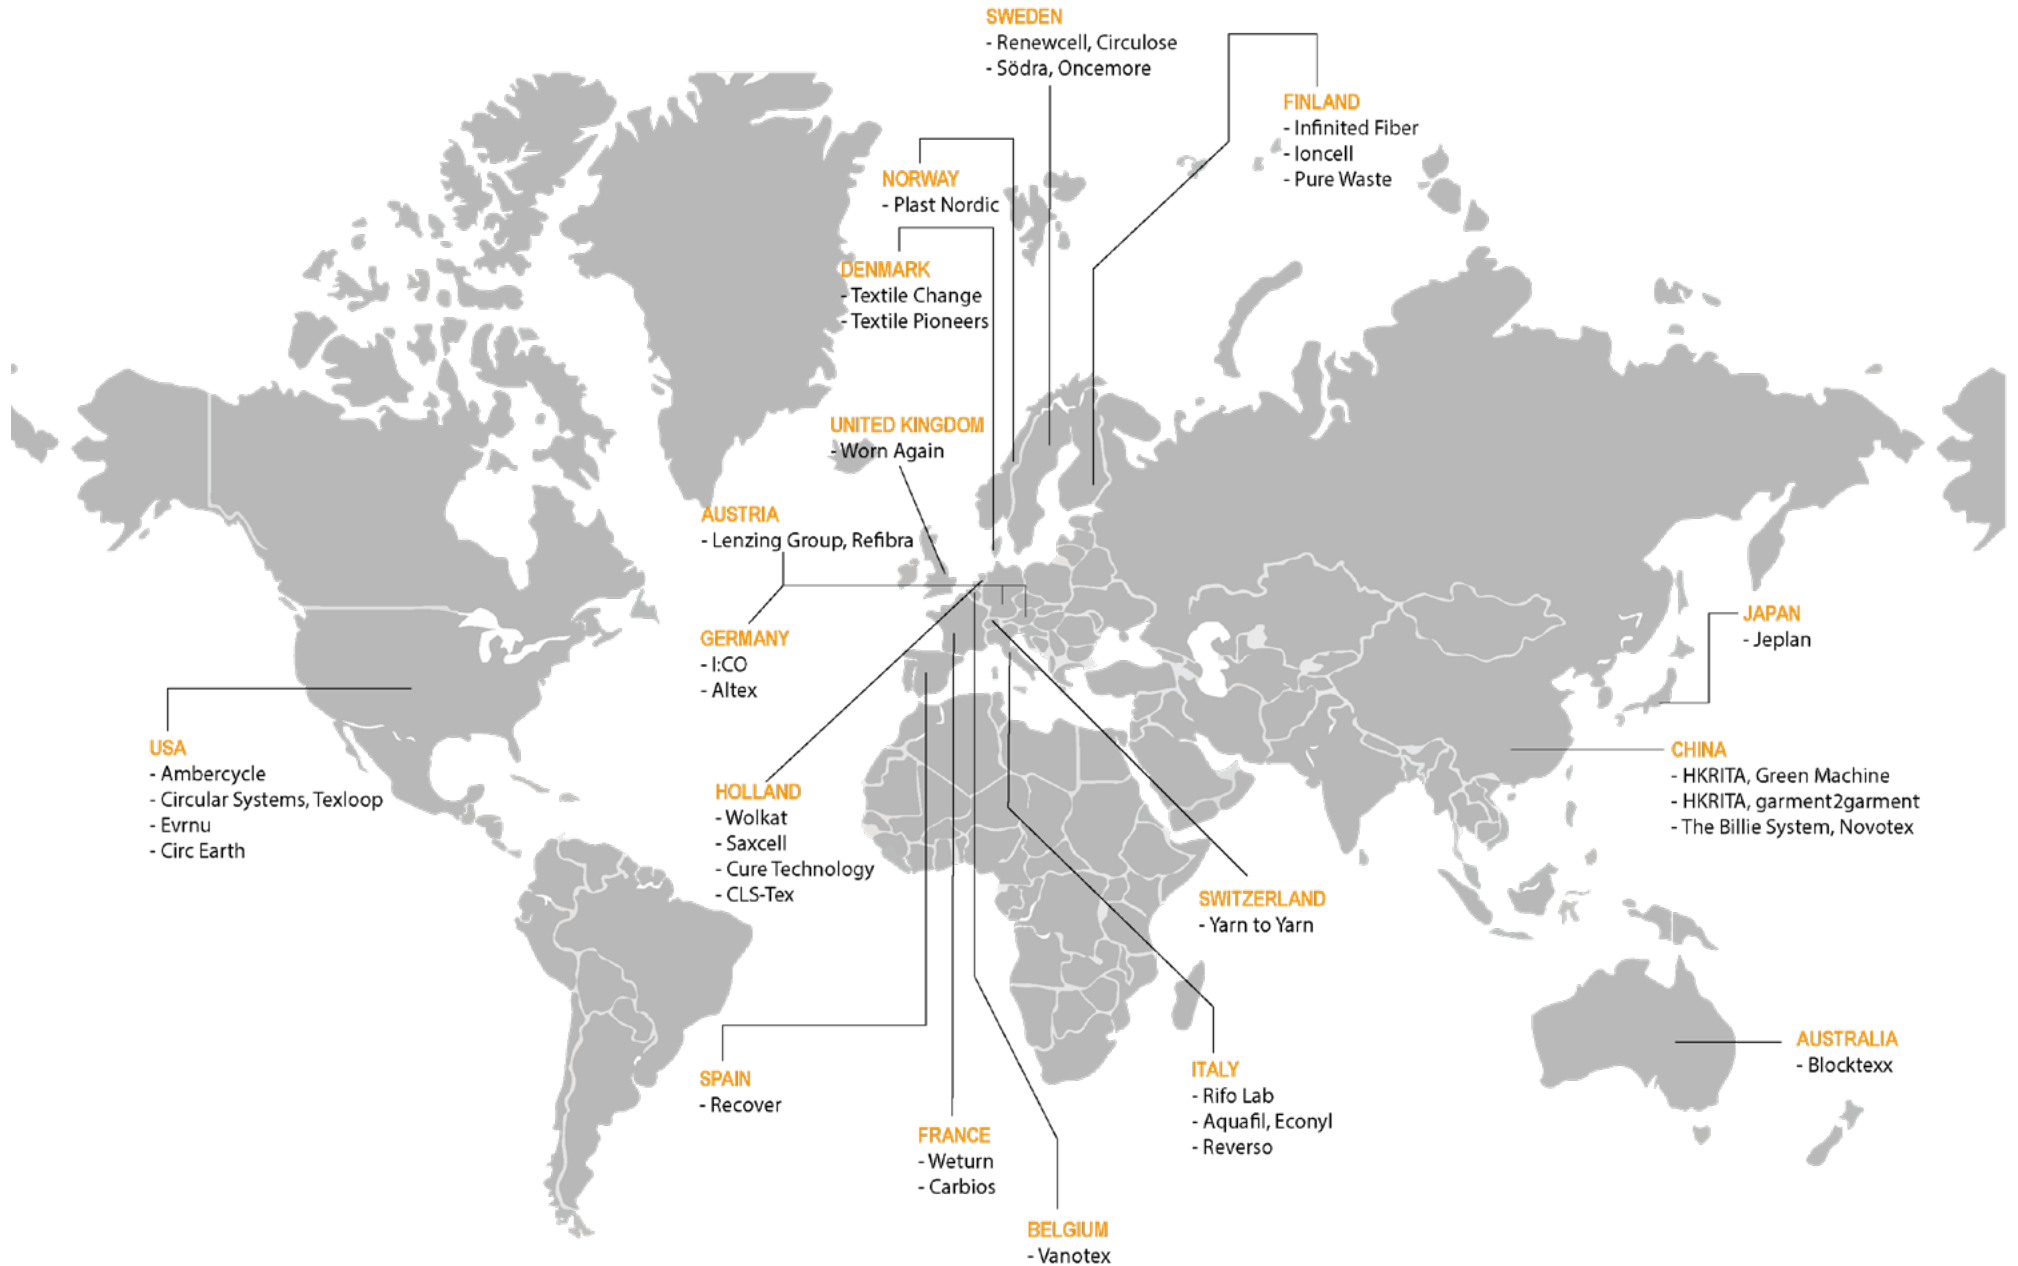 SWEDEN
- Renewcell, Circulose
- Södra, Oncemore
FINLAND
- Infinited Fiber
- Ioncell
- Pure Waste
NORWAY
- Plast Nordic
DENMARK
- Textile Change
- Textile Pioneers
UNITED KINGDOM
- Worn Again
AUSTRIA
- Lenzing Group, Refibra
GERMANY
- I:CO
- Altex
JAPAN
- Jeplan
USA
- Ambercycle
- Circular Systems, Texloop
- Evrnu
- Circ Earth
HOLLAND
- Wolkat
- Saxcell
- Cure Technology
- CLS-Tex
CHINA
- HKRITA, Green Machine
- HKRITA, garment2garment
- The Billie System, Novotex
SWITZERLAND
- Yarn to Yarn
SPAIN
- Recover
FRANCE
- Weturn
- Carbios
BELGIUM
- Vanotex
ITALY
- Rifo Lab
- Aquafil, Econyl
- Reverso
AUSTRALIA
- Blocktexx